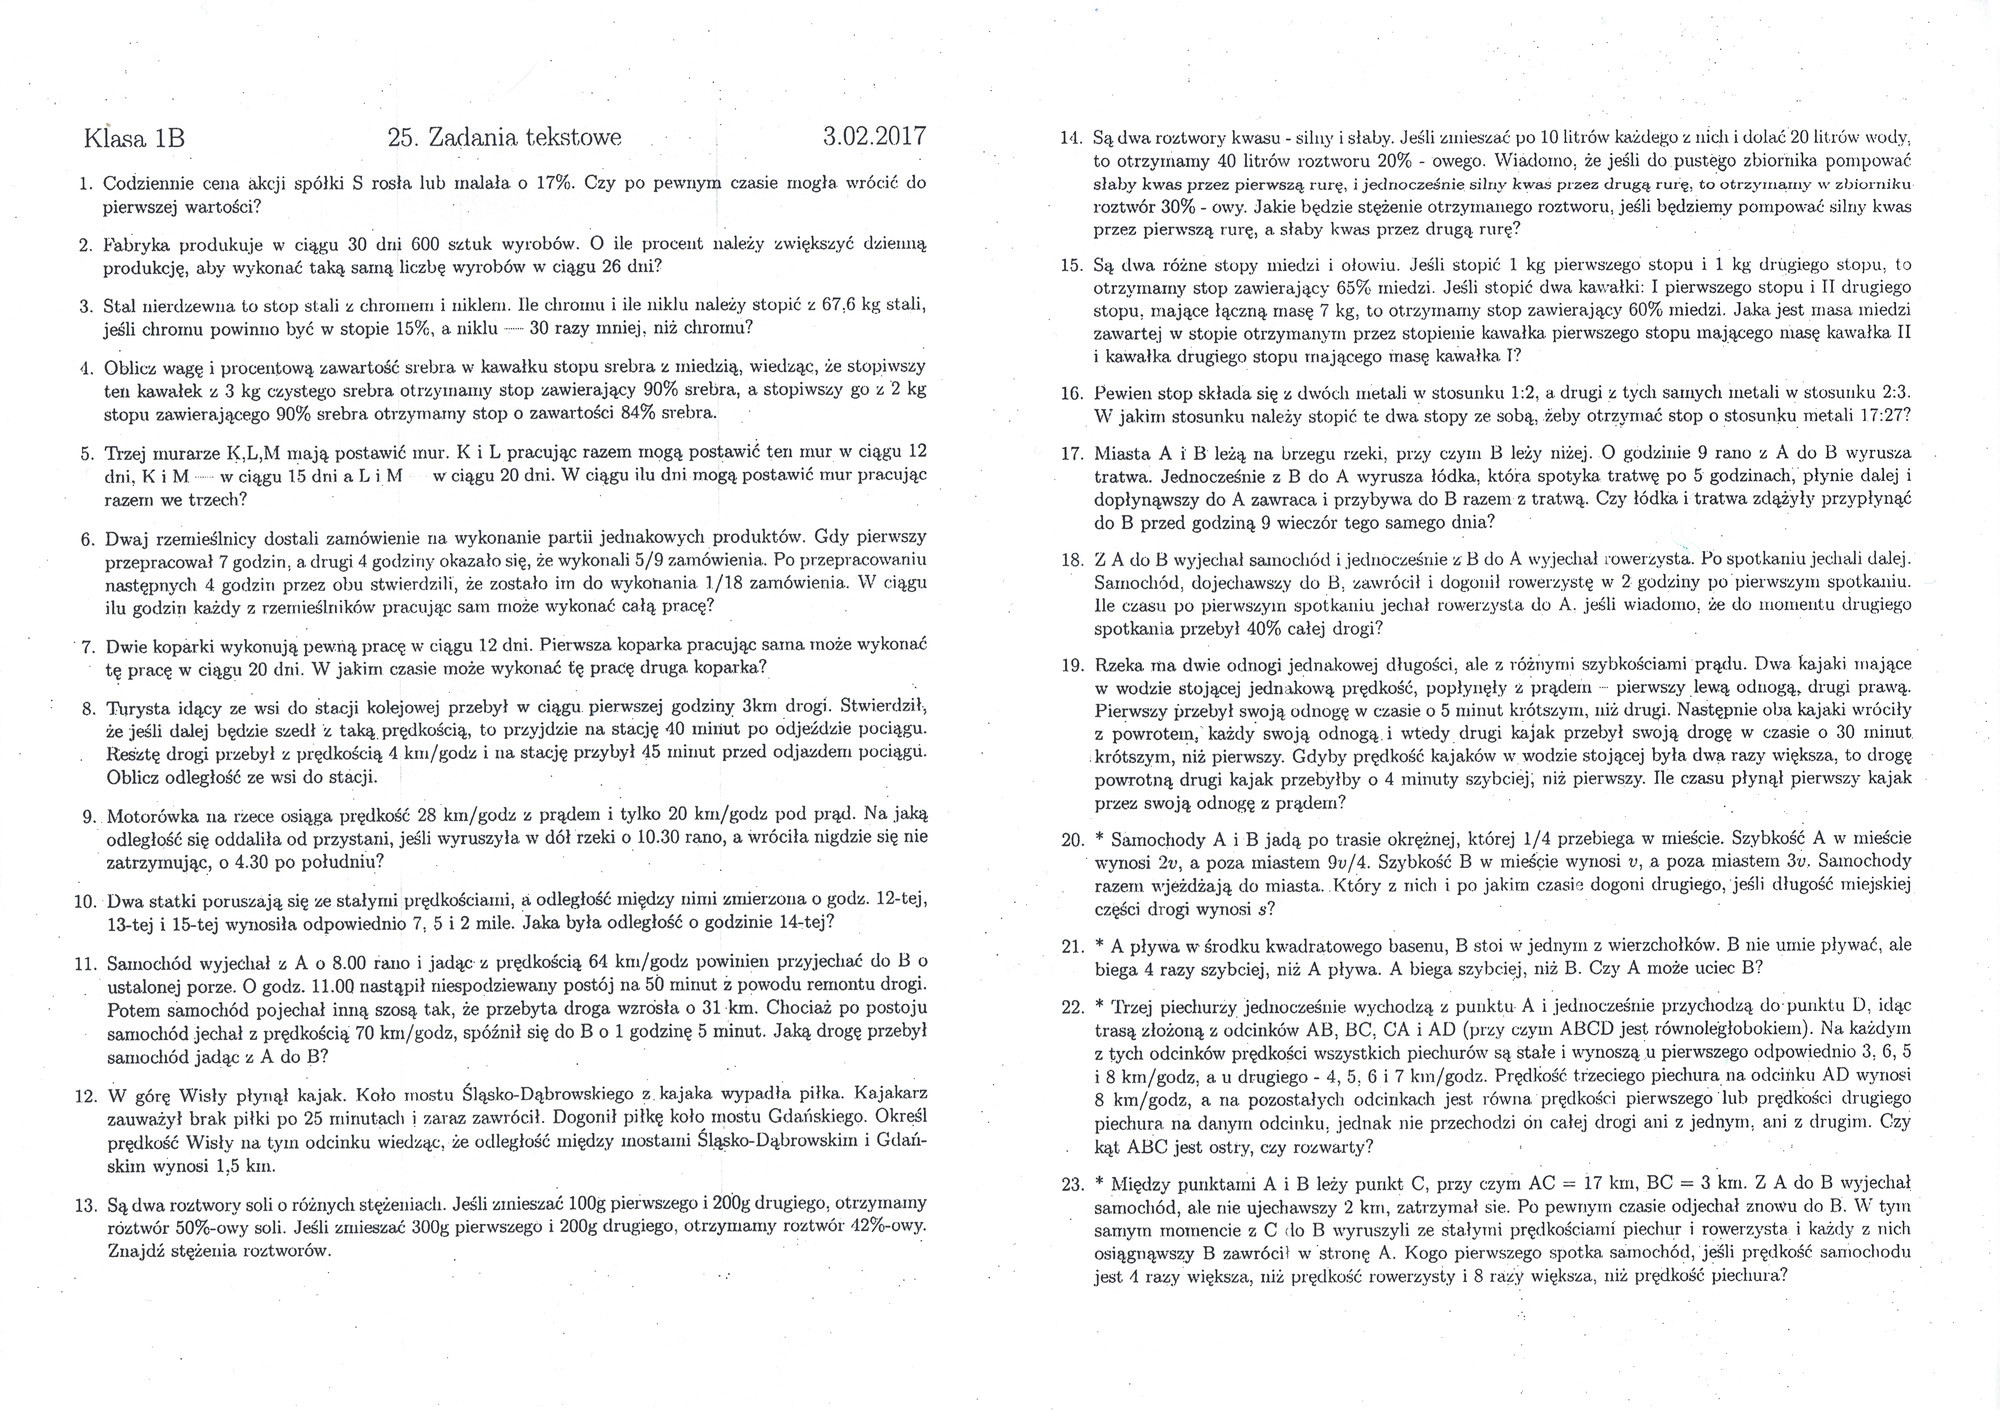 Klasa 1B 25. Zadania tekstowe 3.02.2017
1. Codziennie cena akcji spółki S rosła lub malała o 17%. Czy po pewnym czasie mogła wrócić do
pierwszej wartości?
2. Fabryka produkuje w ciągu 30 dni 600 sztuk wyrobów. O ile procent należy zwiększyć dzienną
produkcję, aby wykonać taką samą liczbę wyrobów w ciągu 26 dni?
3. Stal nierdzewna to stop stali z chromem i niklem. Ile chromu i ile niklu należy stopić z 67,6 kg stali,
jeśli chromu powinno być w stopie 15%, a niklu — 30 razy mniej, niż chromu?
4. Oblicz wagę i procentową zawartość srebra w kawałku stopu srebra z miedzią, wiedząc, że stopiwszy
ten kawałek z 3 kg czystego srebra otrzymamy stop zawierający 90% srebra, a stopiwszy go z 2 kg
stopu zawierającego 90% srebra otrzymamy stop o zawartości 84% srebra.
5. Trzej murarze K,L,M mają postawić mur. K i L pracując razem mogą postawić ten mur w ciągu 12
dni, K i M — w ciągu 15 dni a L i M w ciągu 20 dni. W ciągu ilu dni mogą postawić mur pracując
razem we trzech?
6. Dwaj rzemieślnicy dostali zamówienie na wykonanie partii jednakowych produktów. Gdy pierwszy
przepracował 7 godzin, a drugi 4 godziny okazało się, że wykonali 5/9 zamówienia. Po przepracowaniu
następnych 4 godzin przez obu stwierdzili, że zostało im do wykonania 1/18 zamówienia. W ciągu
ilu godzin każdy z rzemieślników pracując sam może wykonać całą pracę?
7. Dwie koparki wykonują pewną pracę w ciągu 12 dni. Pierwsza koparka pracując sama może wykonać
tę pracę w ciągu 20 dni. W jakim czasie może wykonać tę pracę druga koparka?
8. Turysta idący ze wsi do stacji kolejowej przebył w ciągu pierwszej godziny 3km drogi. Stwierdził,
że jeśli dalej będzie szedł z taką prędkością, to przyjdzie na stację 40 minut po odjeździe pociągu.
Resztę drogi przebył z prędkością 4 km/godz i na stację przybył 45 minut przed odjazdem pociągu.
Oblicz odległość ze wsi do stacji.
9. Motorówka na rzece osiąga prędkość 28 km/godz z prądem i tylko 20 km/godz pod prąd. Na jaką
odległość się oddaliła od przystani, jeśli wyruszyła w dół rzeki o 10.30 rano, a wróciła nigdzie się nie
zatrzymując, o 4.30 po południu?
10. Dwa statki poruszają się ze stałymi prędkościami, a odległość między nimi zmierzona o godz. 12-tej,
13-tej i 15-tej wynosiła odpowiednio 7, 5 i 2 mile. Jaka była odległość o godzinie 14-tej?
11. Samochód wyjechał z A o 8.00 rano i jadąc z prędkością 64 km/godz powinien przyjechać do B o
ustalonej porze. O godz. 11.00 nastąpił niespodziewany postój na 50 minut z powodu remontu drogi.
Potem samochód pojechał inną szosą tak, że przebyta droga wzrosła o 31 km. Chociaż po postoju
samochód jechał z prędkością 70 km/godz, spóźnił się do B o 1 godzinę 5 minut. Jaką drogę przebył
samochód jadąc z A do B?
12. W górę Wisły płynął kajak. Koło mostu Śląsko-Dąbrowskiego z kajaka wypadła piłka. Kajakarz
zauważył brak piłki po 25 minutach i zaraz zawrócił. Dogonił piłkę koło mostu Gdańskiego. Określ
prędkość Wisły na tym odcinku wiedząc, że odległość między mostami Śląsko-Dąbrowskim i Gdań-
skim wynosi 1,5 km.
13. Są dwa roztwory soli o różnych stężeniach. Jeśli zmieszać 100g pierwszego i 200g drugiego, otrzymamy
roztwór 50%-owy soli. Jeśli zmieszać 300g pierwszego i 200g drugiego, otrzymamy roztwór 42%-owy.
Znajdź stężenia roztworów.
14. Są dwa roztwory kwasu - silny i słaby. Jeśli zmieszać po 10 litrów każdego z nich i dolać 20 litrów wody,
to otrzymamy 40 litrów roztworu 20% - owego. Wiadomo, że jeśli do pustego zbiornika pompować
słaby kwas przez pierwszą rurę, i jednocześnie silny kwas przez drugą rurę, to otrzymamy w zbiorniku
roztwór 30% - owy. Jakie będzie stężenie otrzymanego roztworu, jeśli będziemy pompować silny kwas
przez pierwszą rurę, a słaby kwas przez drugą rurę?
15. Są dwa różne stopy miedzi i ołowiu. Jeśli stopić 1 kg pierwszego stopu i 1 kg drugiego stopu, to
otrzymamy stop zawierający 65% miedzi. Jeśli stopić dwa kawałki: I pierwszego stopu i II drugiego
stopu, mające łączną masę 7 kg, to otrzymamy stop zawierający 60% miedzi. Jaka jest masa miedzi
zawartej w stopie otrzymanym przez stopienie kawałka pierwszego stopu mającego masę kawałka II
i kawałka drugiego stopu mającego masę kawałka I?
16. Pewien stop składa się z dwóch metali w stosunku 1:2, a drugi z tych samych metali w stosunku 2:3.
W jakim stosunku należy stopić te dwa stopy ze sobą, żeby otrzymać stop o stosunku metali 17:27?
17. Miasta A i B leżą na brzegu rzeki, przy czym B leży niżej. O godzinie 9 rano z A do B wyrusza
tratwa. Jednocześnie z B do A wyrusza łódka, która spotyka tratwę po 5 godzinach, płynie dalej i
dopłynąwszy do A zawraca i przybywa do B razem z tratwą. Czy łódka i tratwa zdążyły przypłynąć
do B przed godziną 9 wieczór tego samego dnia?
18. Z A do B wyjechał samochód i jednocześnie z B do A wyjechał rowerzysta. Po spotkaniu jechali dalej.
Samochód, dojechawszy do B, zawrócił i dogonił rowerzystę w 2 godziny po pierwszym spotkaniu.
Ile czasu po pierwszym spotkaniu jechał rowerzysta do A, jeśli wiadomo, że do momentu drugiego
spotkania przebył 40% całej drogi?
19. Rzeka ma dwie odnogi jednakowej długości, ale z różnymi szybkościami prądu. Dwa kajaki mające
w wodzie stojącej jednakową prędkość, popłynęły z prądem - pierwszy lewą odnogą, drugi prawą.
Pierwszy przebył swoją odnogę w czasie o 5 minut krótszym, niż drugi. Następnie oba kajaki wróciły
z powrotem, każdy swoją odnogą i wtedy drugi kajak przebył swoją drogę w czasie o 30 minut
krótszym, niż pierwszy. Gdyby prędkość kajaków w wodzie stojącej była dwa razy większa, to drogę
powrotną drugi kajak przebyłby o 4 minuty szybciej, niż pierwszy. Ile czasu płynął pierwszy kajak
przez swoją odnogę z prądem?
20. * Samochody A i B jadą po trasie okrężnej, której 1/4 przebiega w mieście. Szybkość A w mieście
wynosi 2v, a poza miastem 9v/4. Szybkość B w mieście wynosi v, a poza miastem 3v. Samochody
razem wjeżdżają do miasta. Który z nich i po jakim czasie dogoni drugiego, jeśli długość miejskiej
części drogi wynosi s?
21. * A pływa w środku kwadratowego basenu, B stoi w jednym z wierzchołków. B nie umie pływać, ale
biega 4 razy szybciej, niż A pływa. A biega szybciej, niż B. Czy A może uciec B?
22. * Trzej piechurzy jednocześnie wychodzą z punktu A i jednocześnie przychodzą do punktu D, idąc
trasą złożoną z odcinków AB, BC, CA i AD (przy czym ABCD jest równoległobokiem). Na każdym
z tych odcinków prędkości wszystkich piechurów są stałe i wynoszą u pierwszego odpowiednio 3, 6, 5
i 8 km/godz, a u drugiego - 4, 5, 6 i 7 km/godz. Prędkość trzeciego piechura na odcinku AD wynosi
8 km/godz, a na pozostałych odcinkach jest równa prędkości pierwszego lub prędkości drugiego
piechura na danym odcinku, jednak nie przechodzi on całej drogi ani z jednym, ani z drugim. Czy
kąt ABC jest ostry, czy rozwarty?
23. * Między punktami A i B leży punkt C, przy czym AC = 17 km, BC = 3 km. Z A do B wyjechał
samochód, ale nie ujechawszy 2 km, zatrzymał sie. Po pewnym czasie odjechał znowu do B. W tym
samym momencie z C do B wyruszyli ze stałymi prędkościami piechur i rowerzysta i każdy z nich
osiągnąwszy B zawrócił w stronę A. Kogo pierwszego spotka samochód, jeśli prędkość samochodu
jest 4 razy większa, niż prędkość rowerzysty i 8 razy większa, niż prędkość piechura?